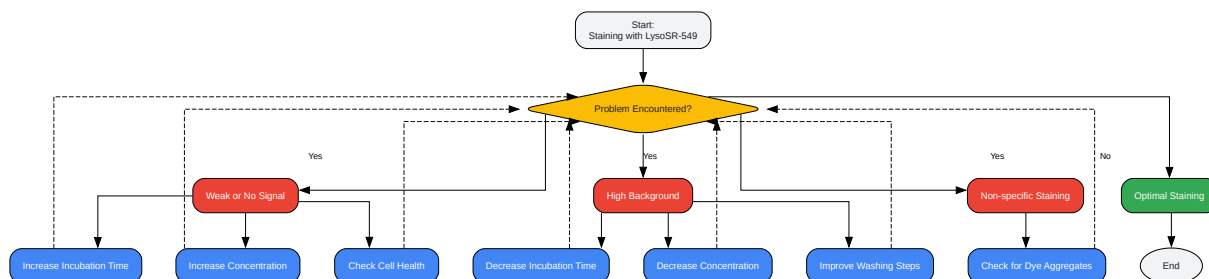 Start:
Staining with LysoSR-549
Problem Encountered?
Yes
Yes
Yes
No
Weak or No Signal
High Background
Non-specific Staining
Optimal Staining
Increase Incubation Time
Increase Concentration
Check Cell Health
Decrease Incubation Time
Decrease Concentration
Improve Washing Steps
Check for Dye Aggregates
End